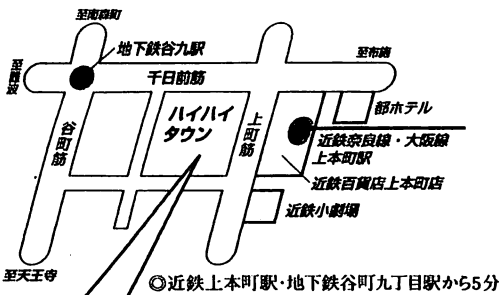 至南森町
地下鉄谷九駅
至難波
千日前筋
至布施
都ホテル
谷町筋
ハイハイ
タウン
上町筋
近鉄奈良線・大阪線
上本町駅
近鉄百貨店上本町店
近鉄小劇場
至天王寺
◎近鉄上本町駅・地下鉄谷町九丁目駅から5分